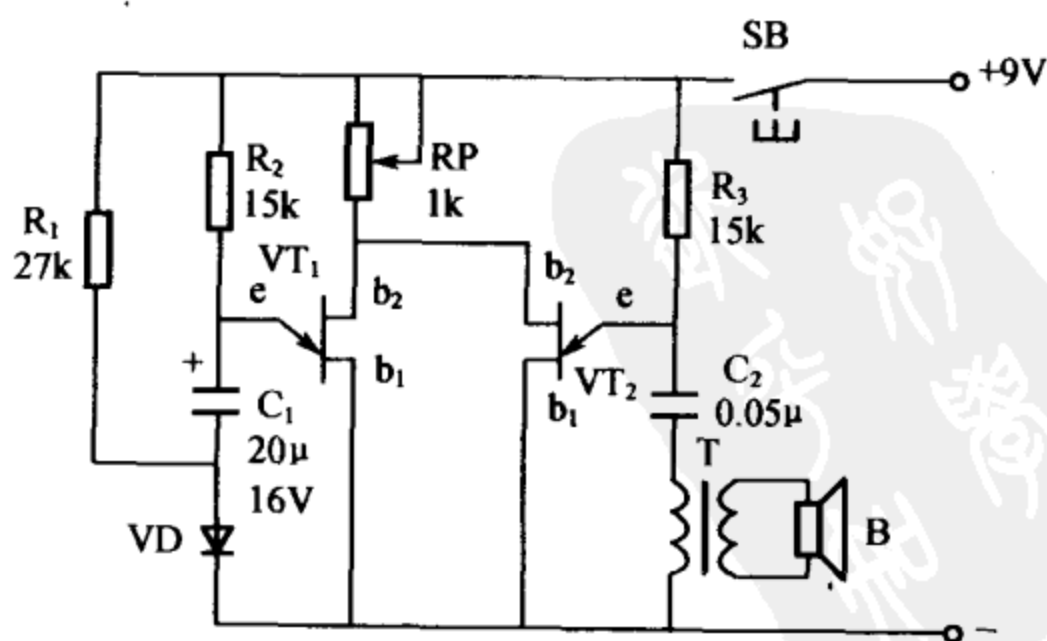 SB
+9V
R₁
27k
R₂
15k
RP
1k
R₃
15k
VT₁
e
b₂
b₁
b₂
e
b₁
VT₂
+
C₁
20μ
16V
C₂
0.05μ
T
VD
B
−